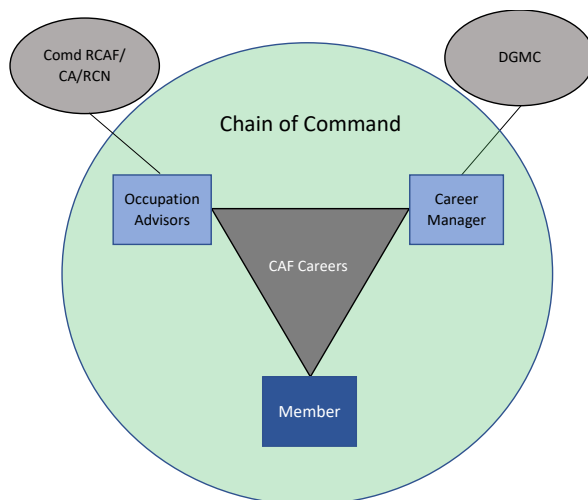 Comd RCAF/
CA/RCN
DGMC
Chain of Command
Occupation
Advisors
Career
Manager
CAF Careers
Member